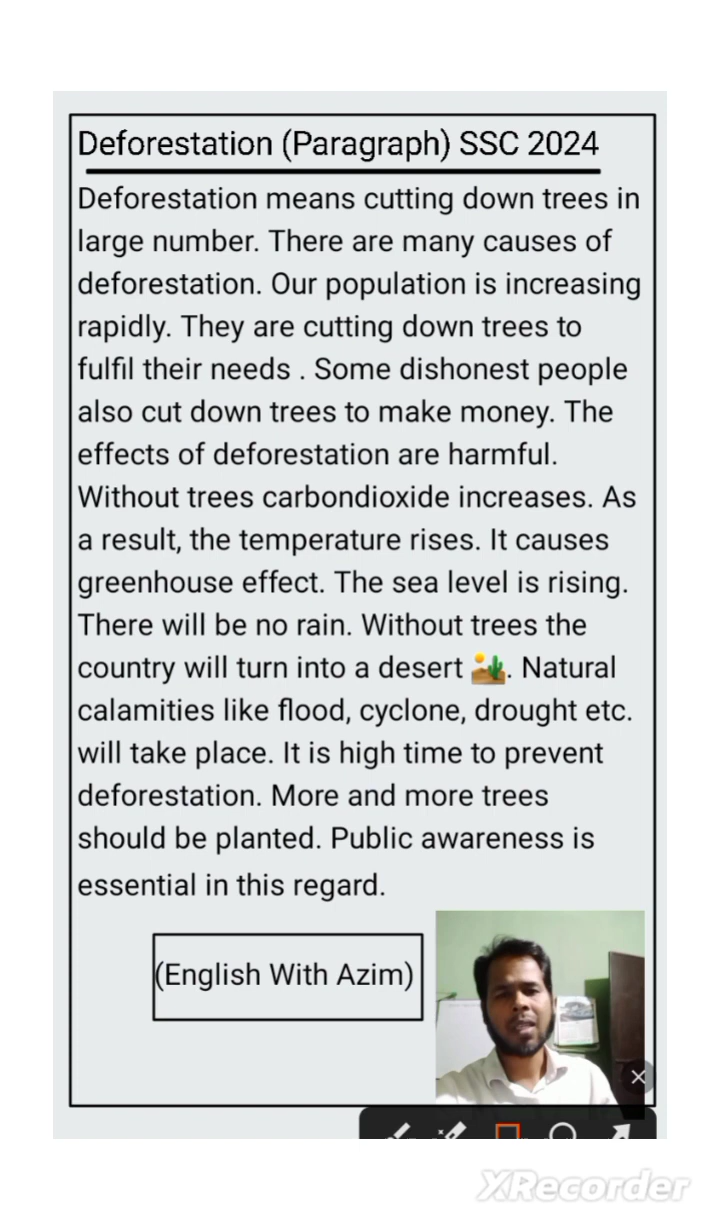 Deforestation (Paragraph) SSC 2024
Deforestation means cutting down trees in
large number. There are many causes of
deforestation. Our population is increasing
rapidly. They are cutting down trees to
fulfil their needs . Some dishonest people
also cut down trees to make money. The
effects of deforestation are harmful.
Without trees carbondioxide increases. As
a result, the temperature rises. It causes
greenhouse effect. The sea level is rising.
There will be no rain. Without trees the
country will turn into a desert 🏜️. Natural
calamities like flood, cyclone, drought etc.
will take place. It is high time to prevent
deforestation. More and more trees
should be planted. Public awareness is
essential in this regard.
(English With Azim)
XRecorder